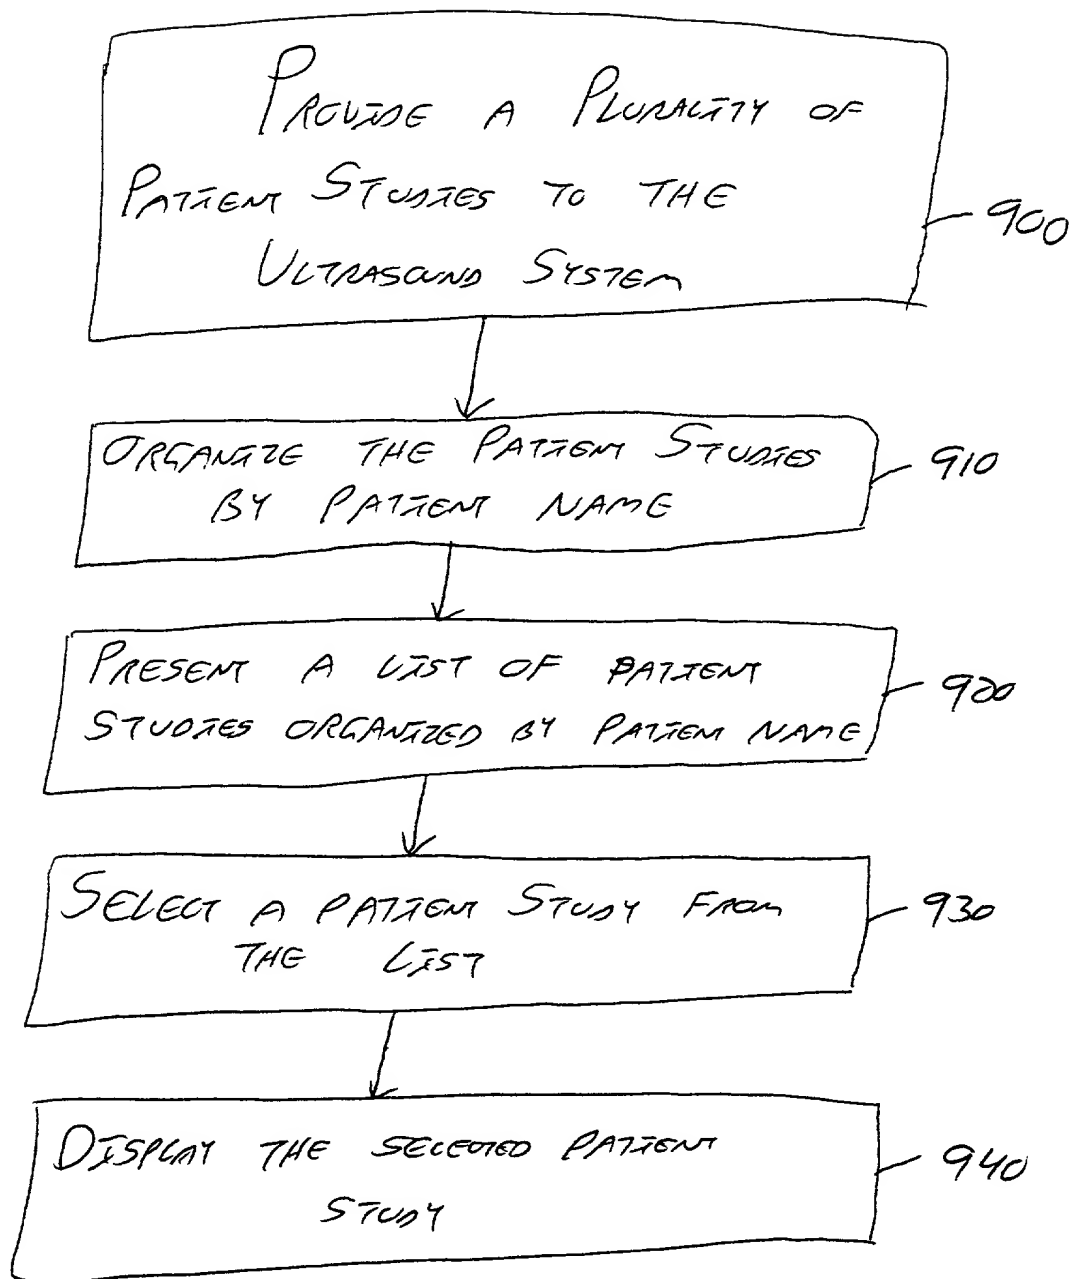 PROVIDE A PLURALITY OF
PATIENT STUDIES TO THE
ULTRASOUND SYSTEM
900
ORGANIZE THE PATIENT STUDIES
BY PATIENT NAME
910
PRESENT A LIST OF PATIENT
STUDIES ORGANIZED BY PATIENT NAME
920
SELECT A PATIENT STUDY FROM
THE LIST
930
DISPLAY THE SELECTED PATIENT
STUDY
940